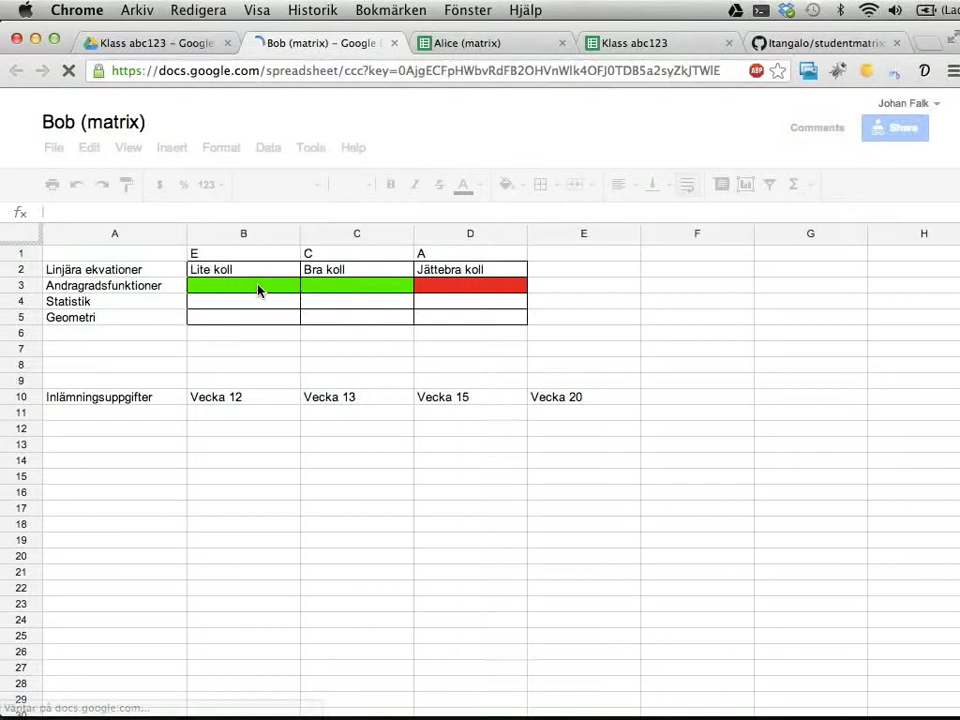 Chrome Arkiv Redigera Visa Historik Bokmärken Fönster Hjälp
Klass abc123 – Google Bob (matrix) – Google Alice (matrix) Klass abc123 Itangalo/studentmatrix
https://docs.google.com/spreadsheet/ccc?key=0AjgECFpHWbvRdFB2OHVnWlk4OFJ0TDB5a2syZkJTWlE
Johan Falk
Bob (matrix)
Comments Share
File Edit View Insert Format Data Tools Help
$ % 123 B I S A Σ
fx
A B C D E F G H
1 E C A
2 Linjära ekvationer Lite koll Bra koll Jättebra koll
3 Andragradsfunktioner
4 Statistik
5 Geometri
6
7
8
9
10 Inlämningsuppgifter Vecka 12 Vecka 13 Vecka 15 Vecka 20
11
12
13
14
15
16
17
18
19
20
21
22
23
24
25
26
27
28
29
Väntar på docs.google.com...
30